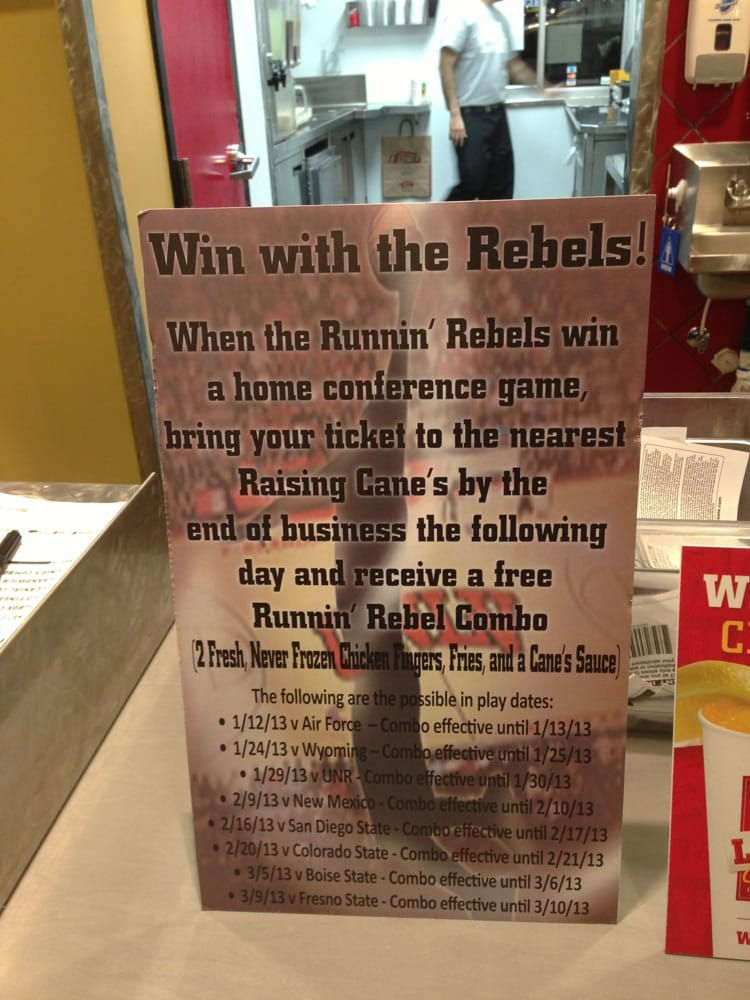 Win with the Rebels!
When the Runnin' Rebels win
a home conference game,
bring your ticket to the nearest
Raising Cane's by the
end of business the following
day and receive a free
Runnin' Rebel Combo
(2 Fresh, Never Frozen Chicken Fingers, Fries, and a Cane's Sauce)
The following are the possible in play dates:
• 1/12/13 v Air Force – Combo effective until 1/13/13
• 1/24/13 v Wyoming – Combo effective until 1/25/13
• 1/29/13 v UNR - Combo effective until 1/30/13
• 2/9/13 v New Mexico - Combo effective until 2/10/13
• 2/16/13 v San Diego State - Combo effective until 2/17/13
• 2/20/13 v Colorado State - Combo effective until 2/21/13
• 3/5/13 v Boise State - Combo effective until 3/6/13
• 3/9/13 v Fresno State - Combo effective until 3/10/13